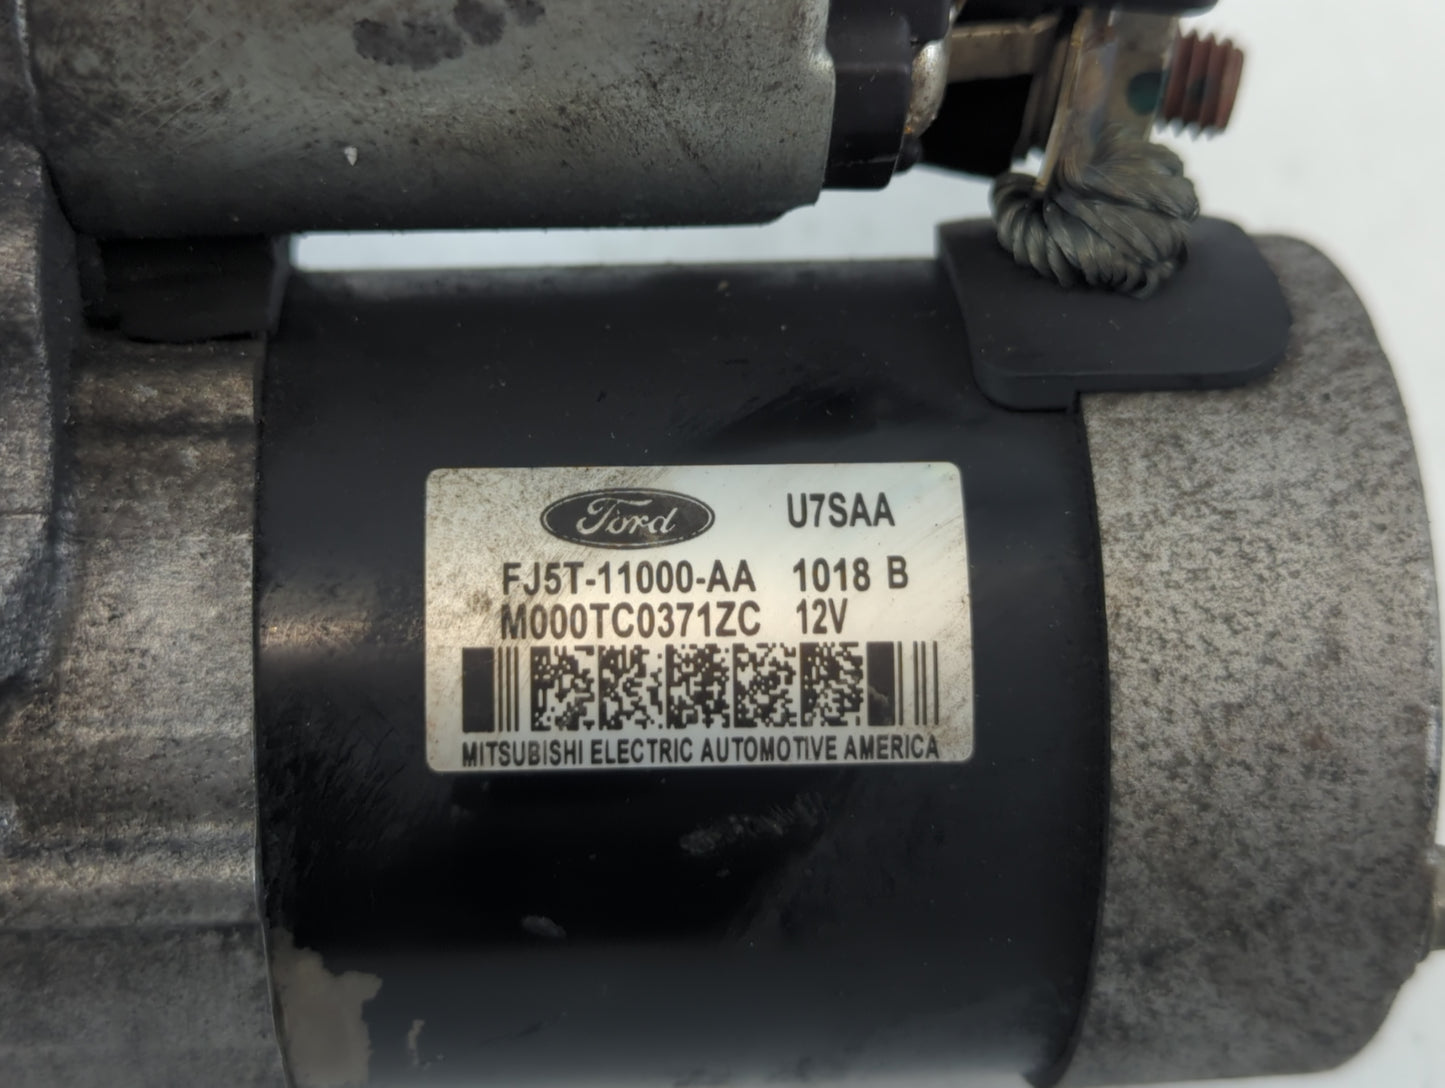 Ford U7SAA
FJ5T-11000-AA 1018 B
M000TC0371ZC 12V
MITSUBISHI ELECTRIC AUTOMOTIVE AMERICA